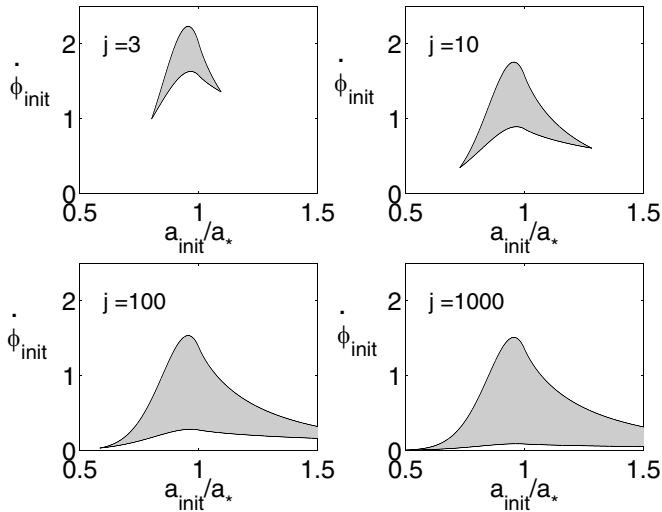 2
1
0
φ̇init
j =3
0.5
1
1.5
ainit/a*
2
1
0
φ̇init
j =10
0.5
1
1.5
ainit/a*
2
1
0
φ̇init
j =100
0.5
1
1.5
ainit/a*
2
1
0
φ̇init
j =1000
0.5
1
1.5
ainit/a*